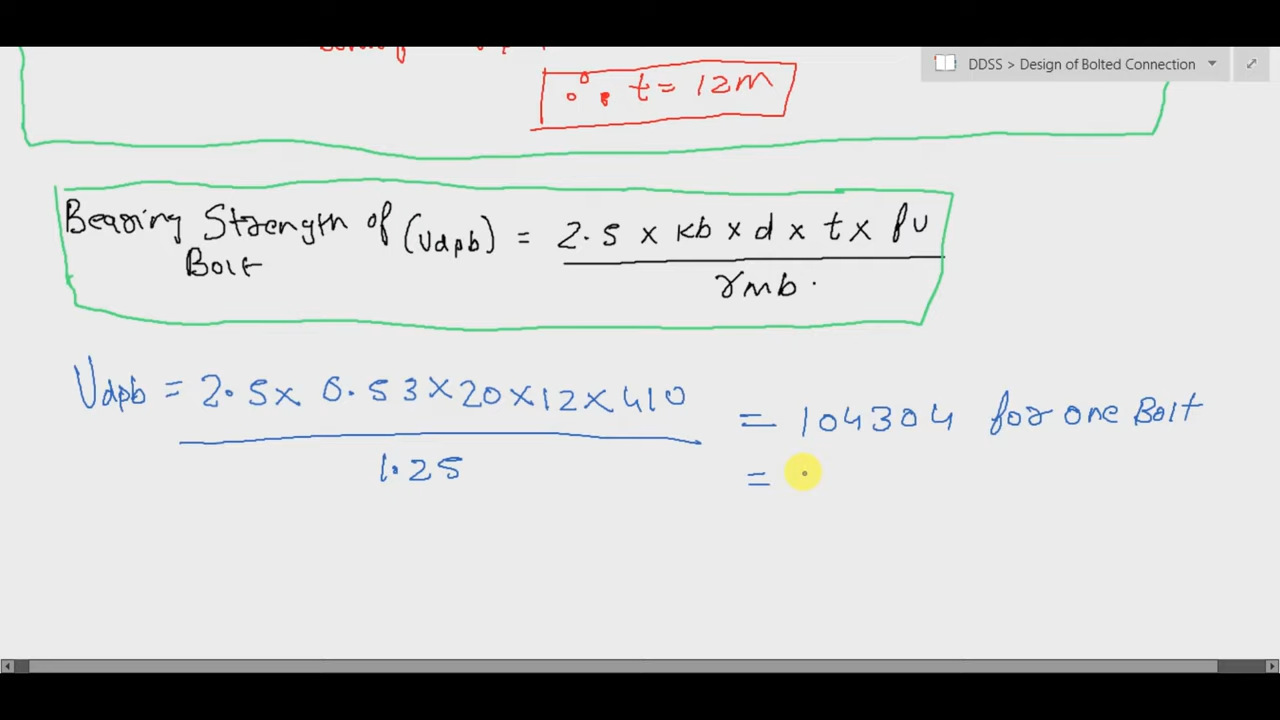 DDSS > Design of Bolted Connection
t = 12m
Bearing Strength of (Vdpb) = 2.5 × kb × d × t × fu
Bolt
γmb.
Vdpb = 2.5 × 0.53 × 20 × 12 × 410
1.25
= 104304 for one Bolt
=